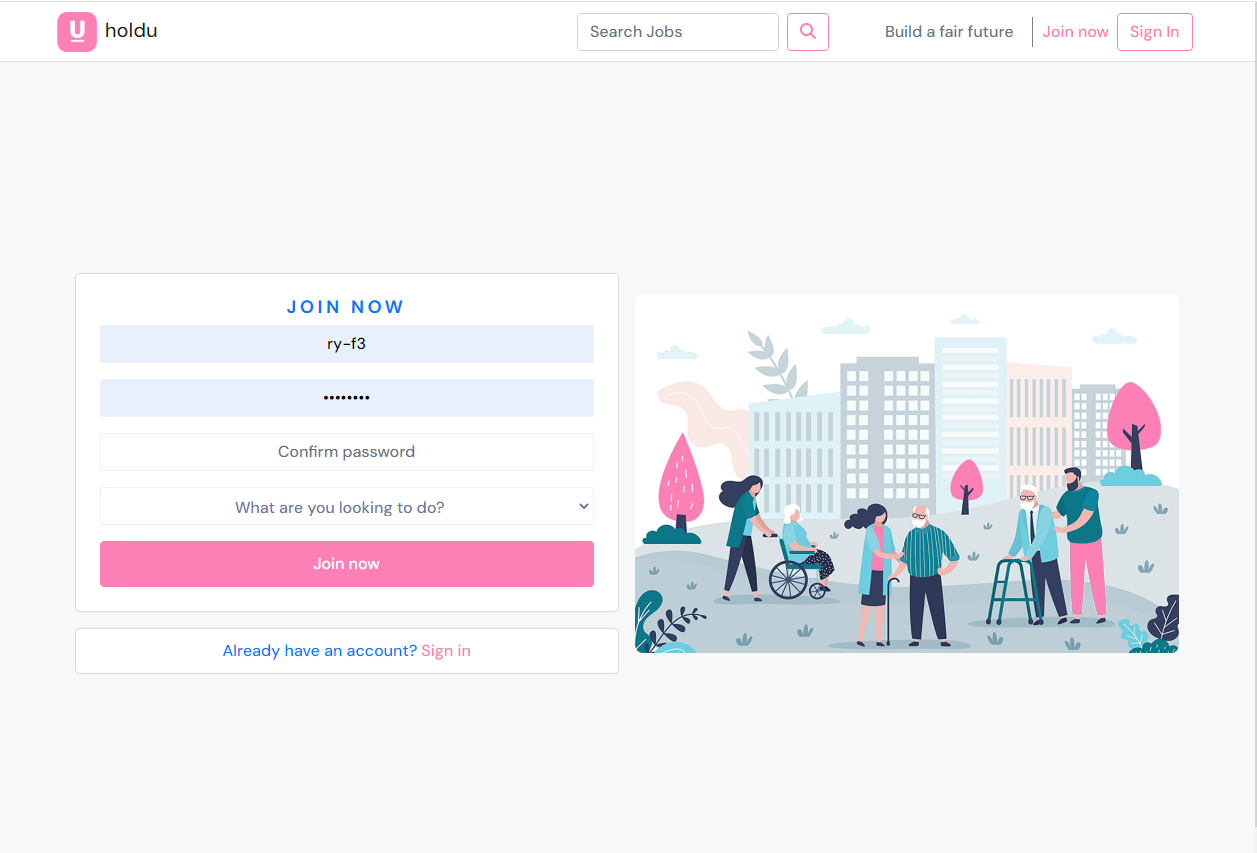 U holdu
Search Jobs
Build a fair future
Join now
Sign In
JOIN NOW
ry-f3
••••••••
Confirm password
What are you looking to do?
Join now
Already have an account? Sign in